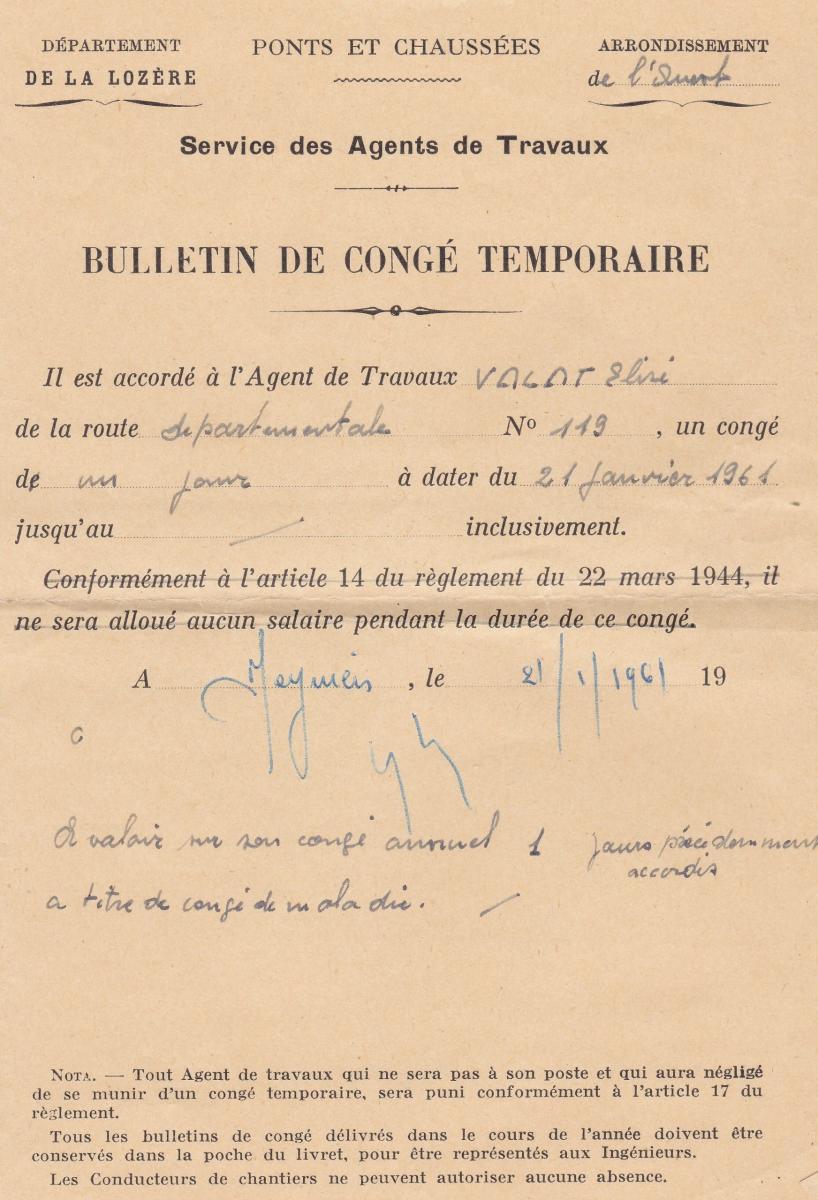 DÉPARTEMENT
DE LA LOZÈRE
PONTS ET CHAUSSÉES
ARRONDISSEMENT
de l'Ouest
Service des Agents de Travaux
BULLETIN DE CONGÉ TEMPORAIRE
Il est accordé à l'Agent de Travaux VALAT Elisé
de la route départementale No 119 , un congé
de un jour à dater du 21 janvier 1961
jusqu'au inclusivement.
Conformément à l'article 14 du règlement du 22 mars 1944, il
ne sera alloué aucun salaire pendant la durée de ce congé.
A Meyrueis , le 21/1/1961 19
A valoir sur son congé annuel 1 jours précédemment
accordés
a titre de congé de maladie.
NOTA. — Tout Agent de travaux qui ne sera pas à son poste et qui aura négligé
de se munir d'un congé temporaire, sera puni conformément à l'article 17 du
règlement.
Tous les bulletins de congé délivrés dans le cours de l'année doivent être
conservés dans la poche du livret, pour être représentés aux Ingénieurs.
Les Conducteurs de chantiers ne peuvent autoriser aucune absence.